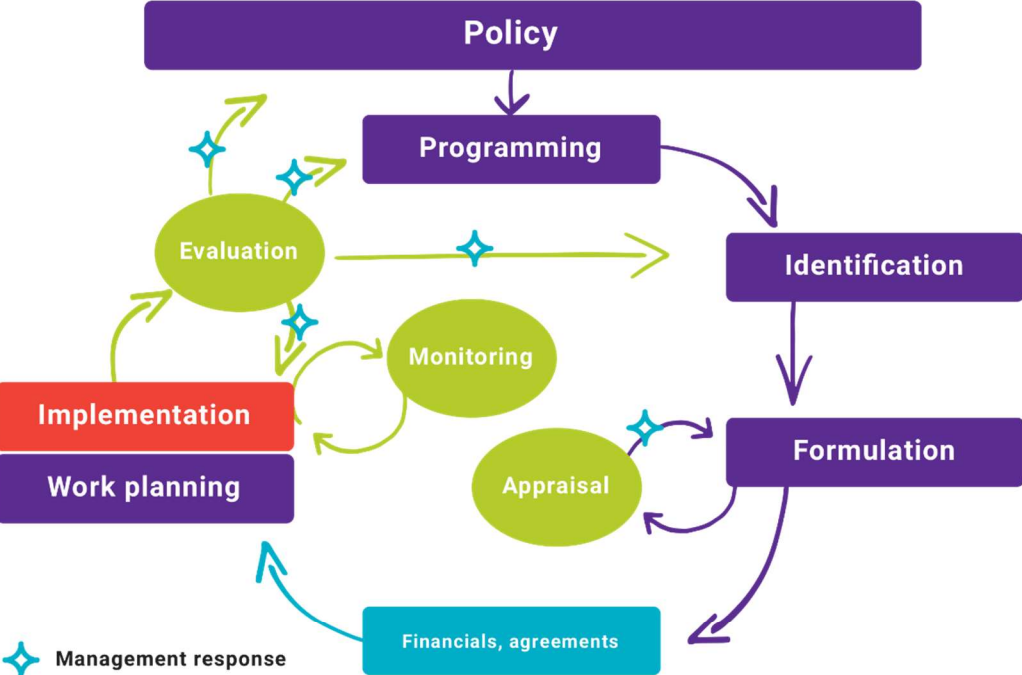 Policy
Programming
Evaluation
Identification
Monitoring
Implementation
Formulation
Work planning
Appraisal
Financials, agreements
Management response